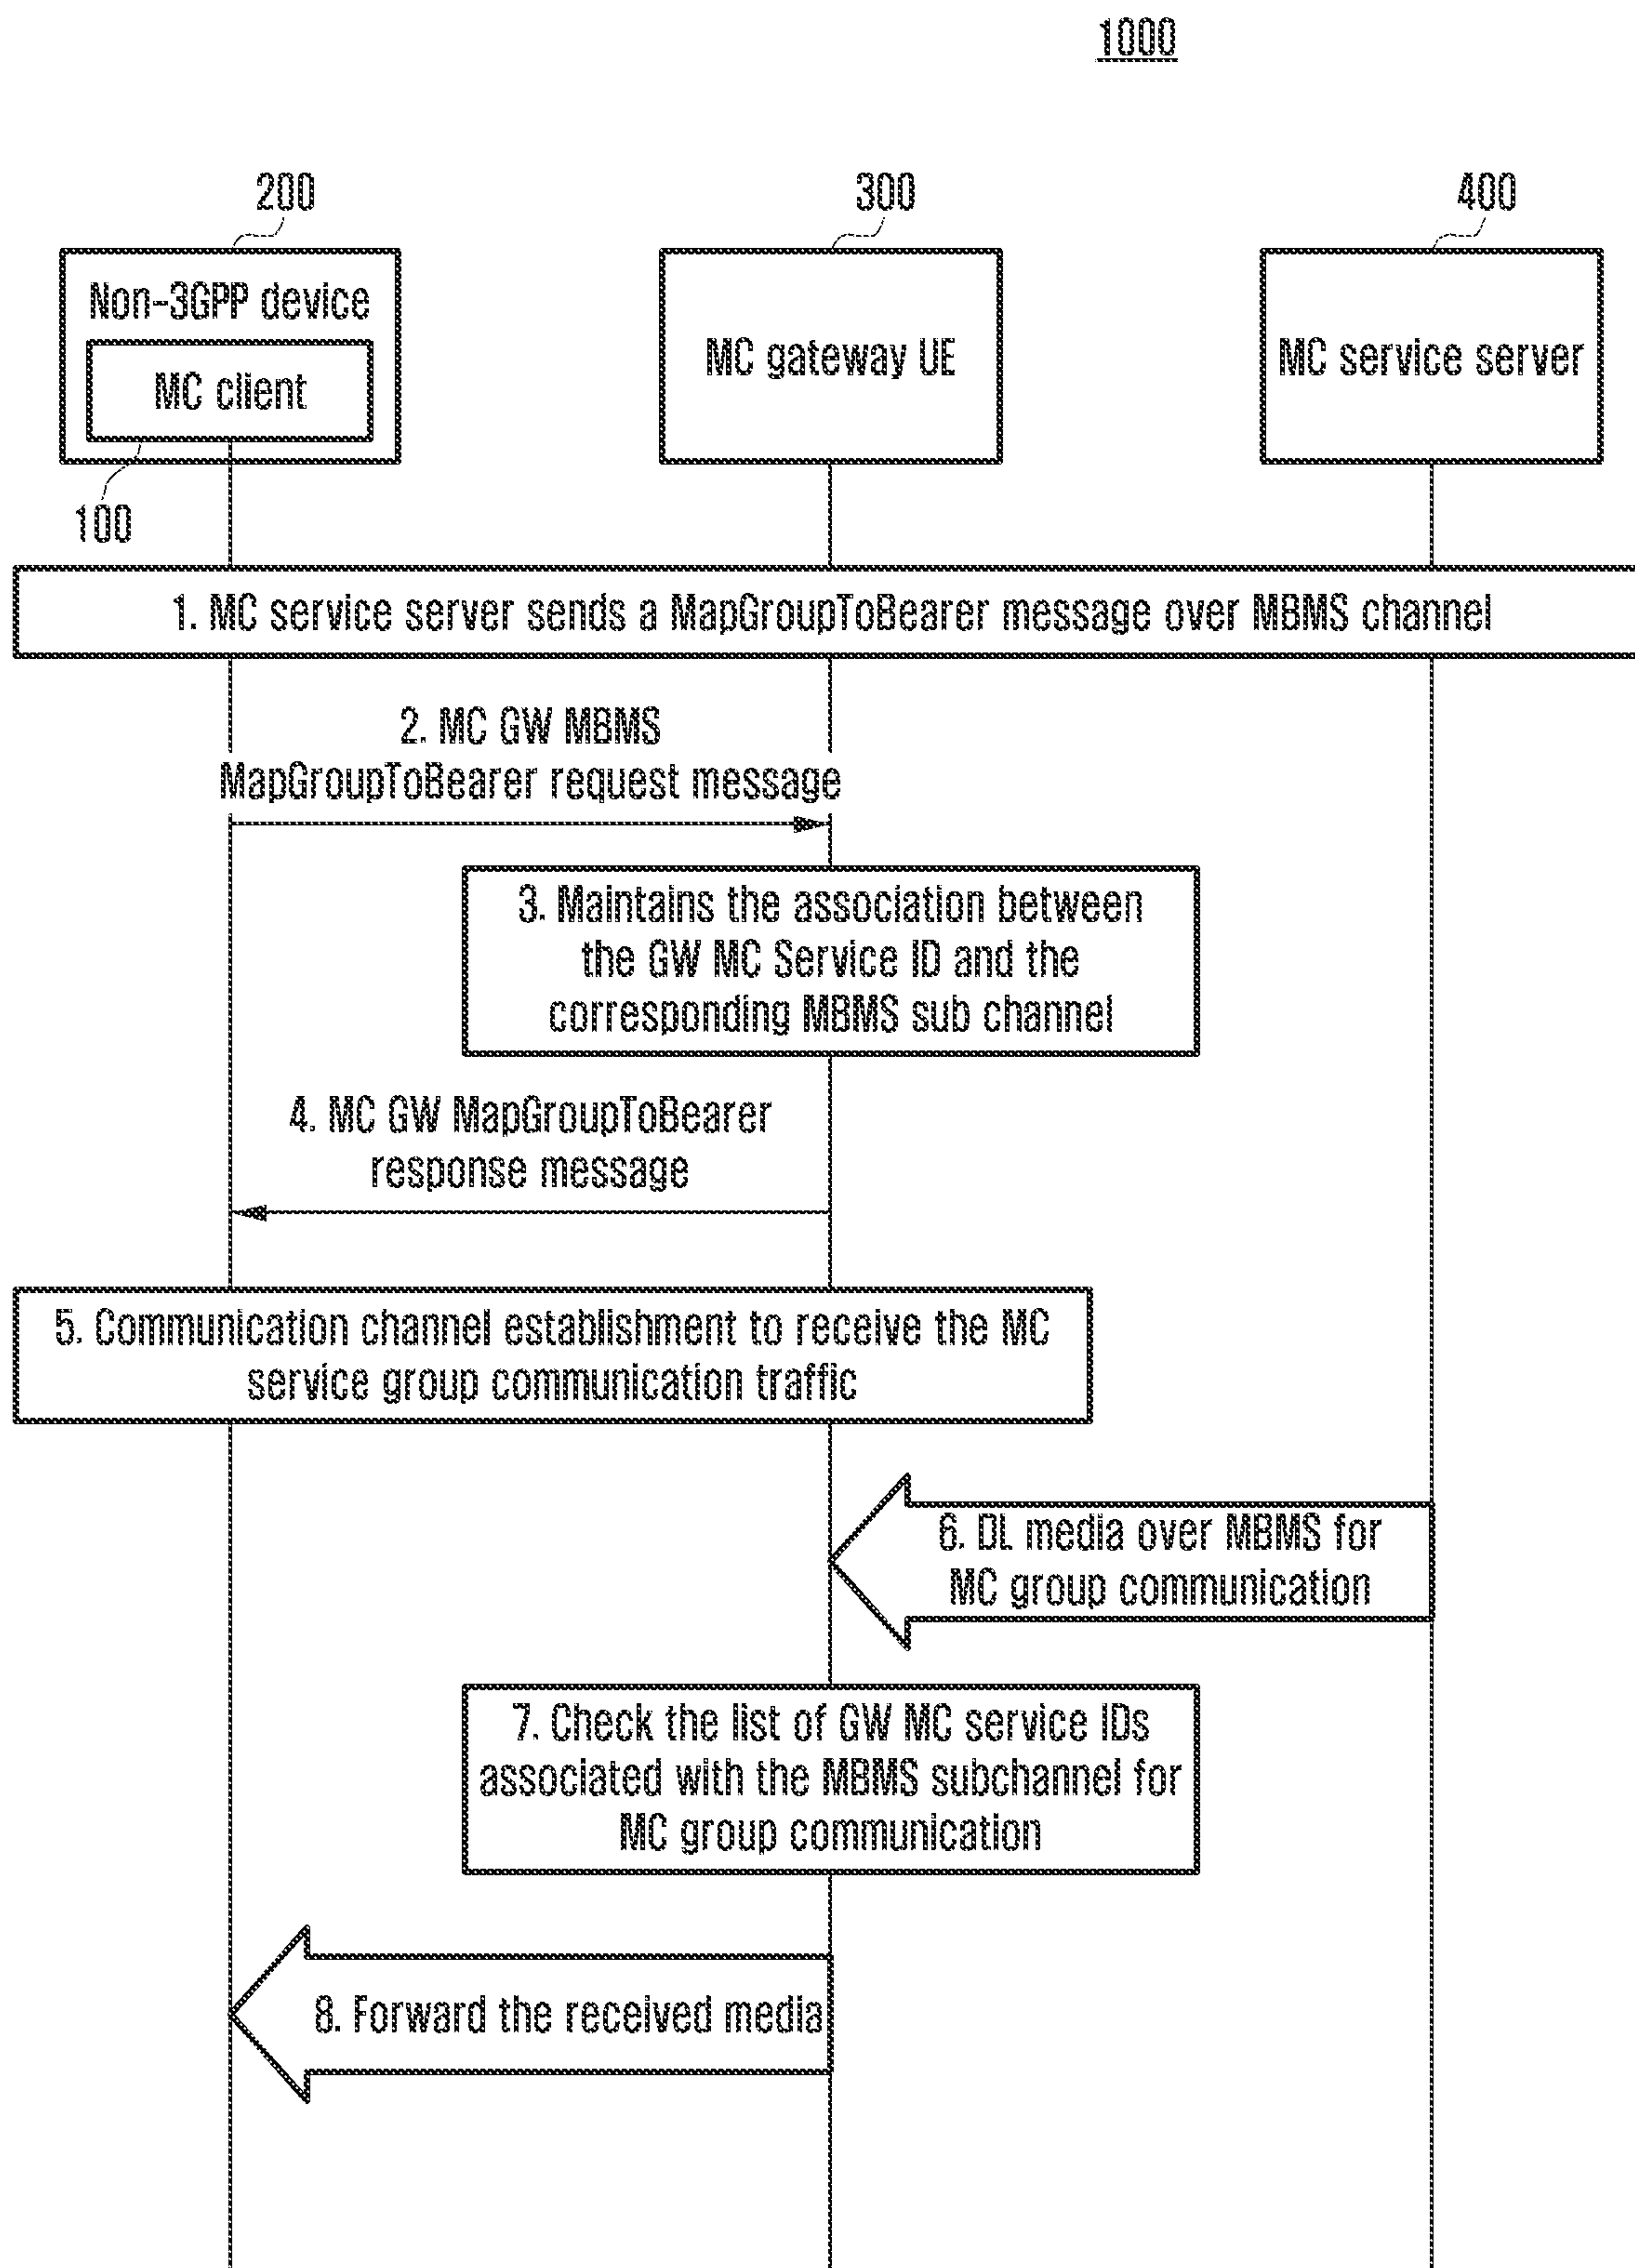 1000
200
300
400
Non-3GPP device
MC client
MC gateway UE
MC service server
100
1. MC service server sends a MapGroupToBearer message over MBMS channel
2. MC GW MBMS
MapGroupToBearer request message
3. Maintains the association between
the GW MC Service ID and the
corresponding MBMS sub channel
4. MC GW MapGroupToBearer
response message
5. Communication channel establishment to receive the MC
service group communication traffic
6. DL media over MBMS for
MC group communication
7. Check the list of GW MC service IDs
associated with the MBMS subchannel for
MC group communication
8. Forward the received media